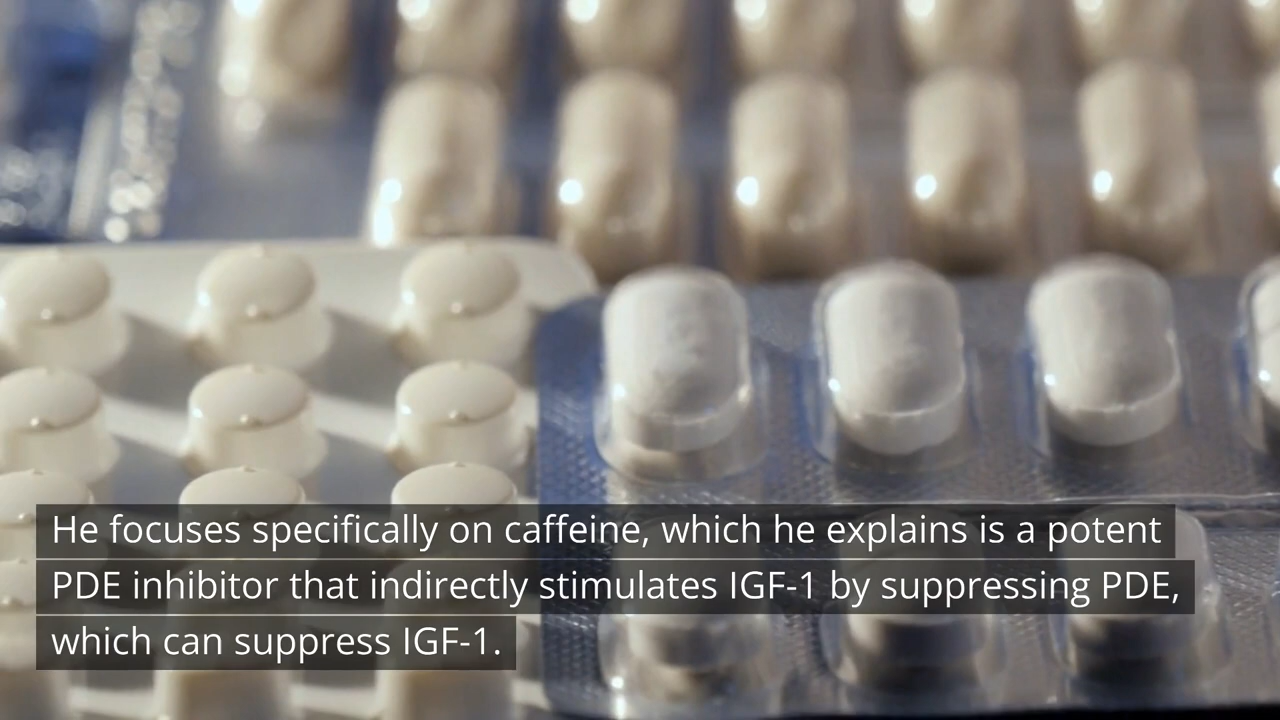 He focuses specifically on caffeine, which he explains is a potent
PDE inhibitor that indirectly stimulates IGF-1 by suppressing PDE,
which can suppress IGF-1.